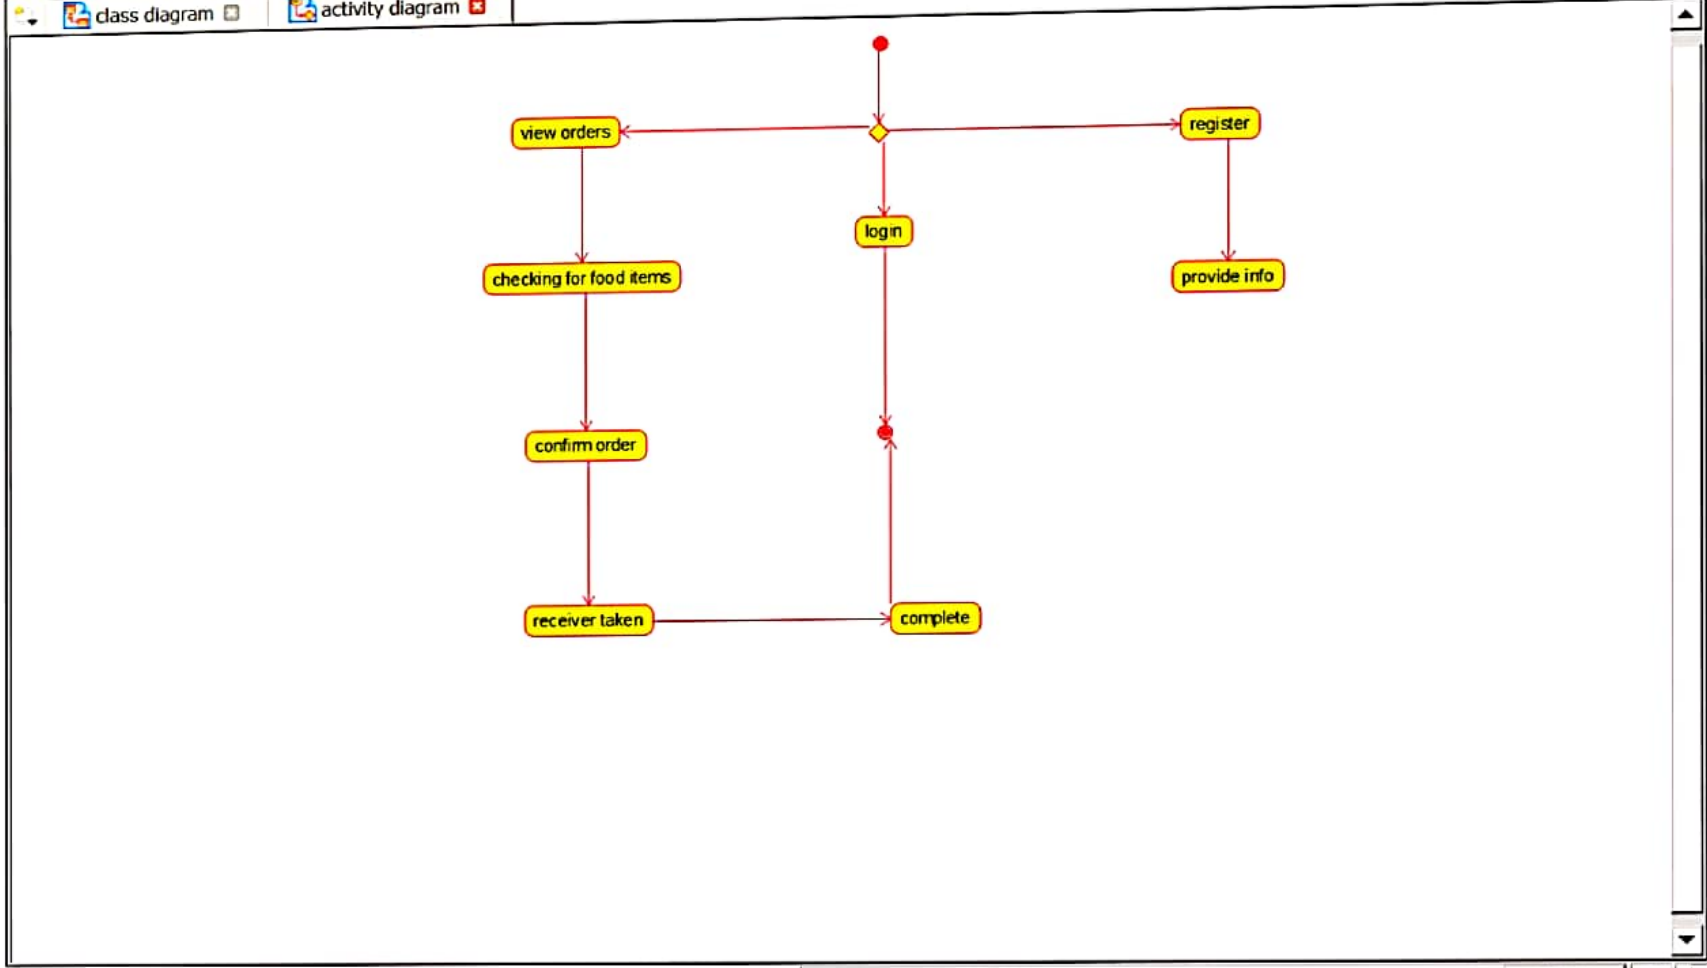 class diagram
activity diagram
view orders
register
login
checking for food items
provide info
confirm order
receiver taken
complete